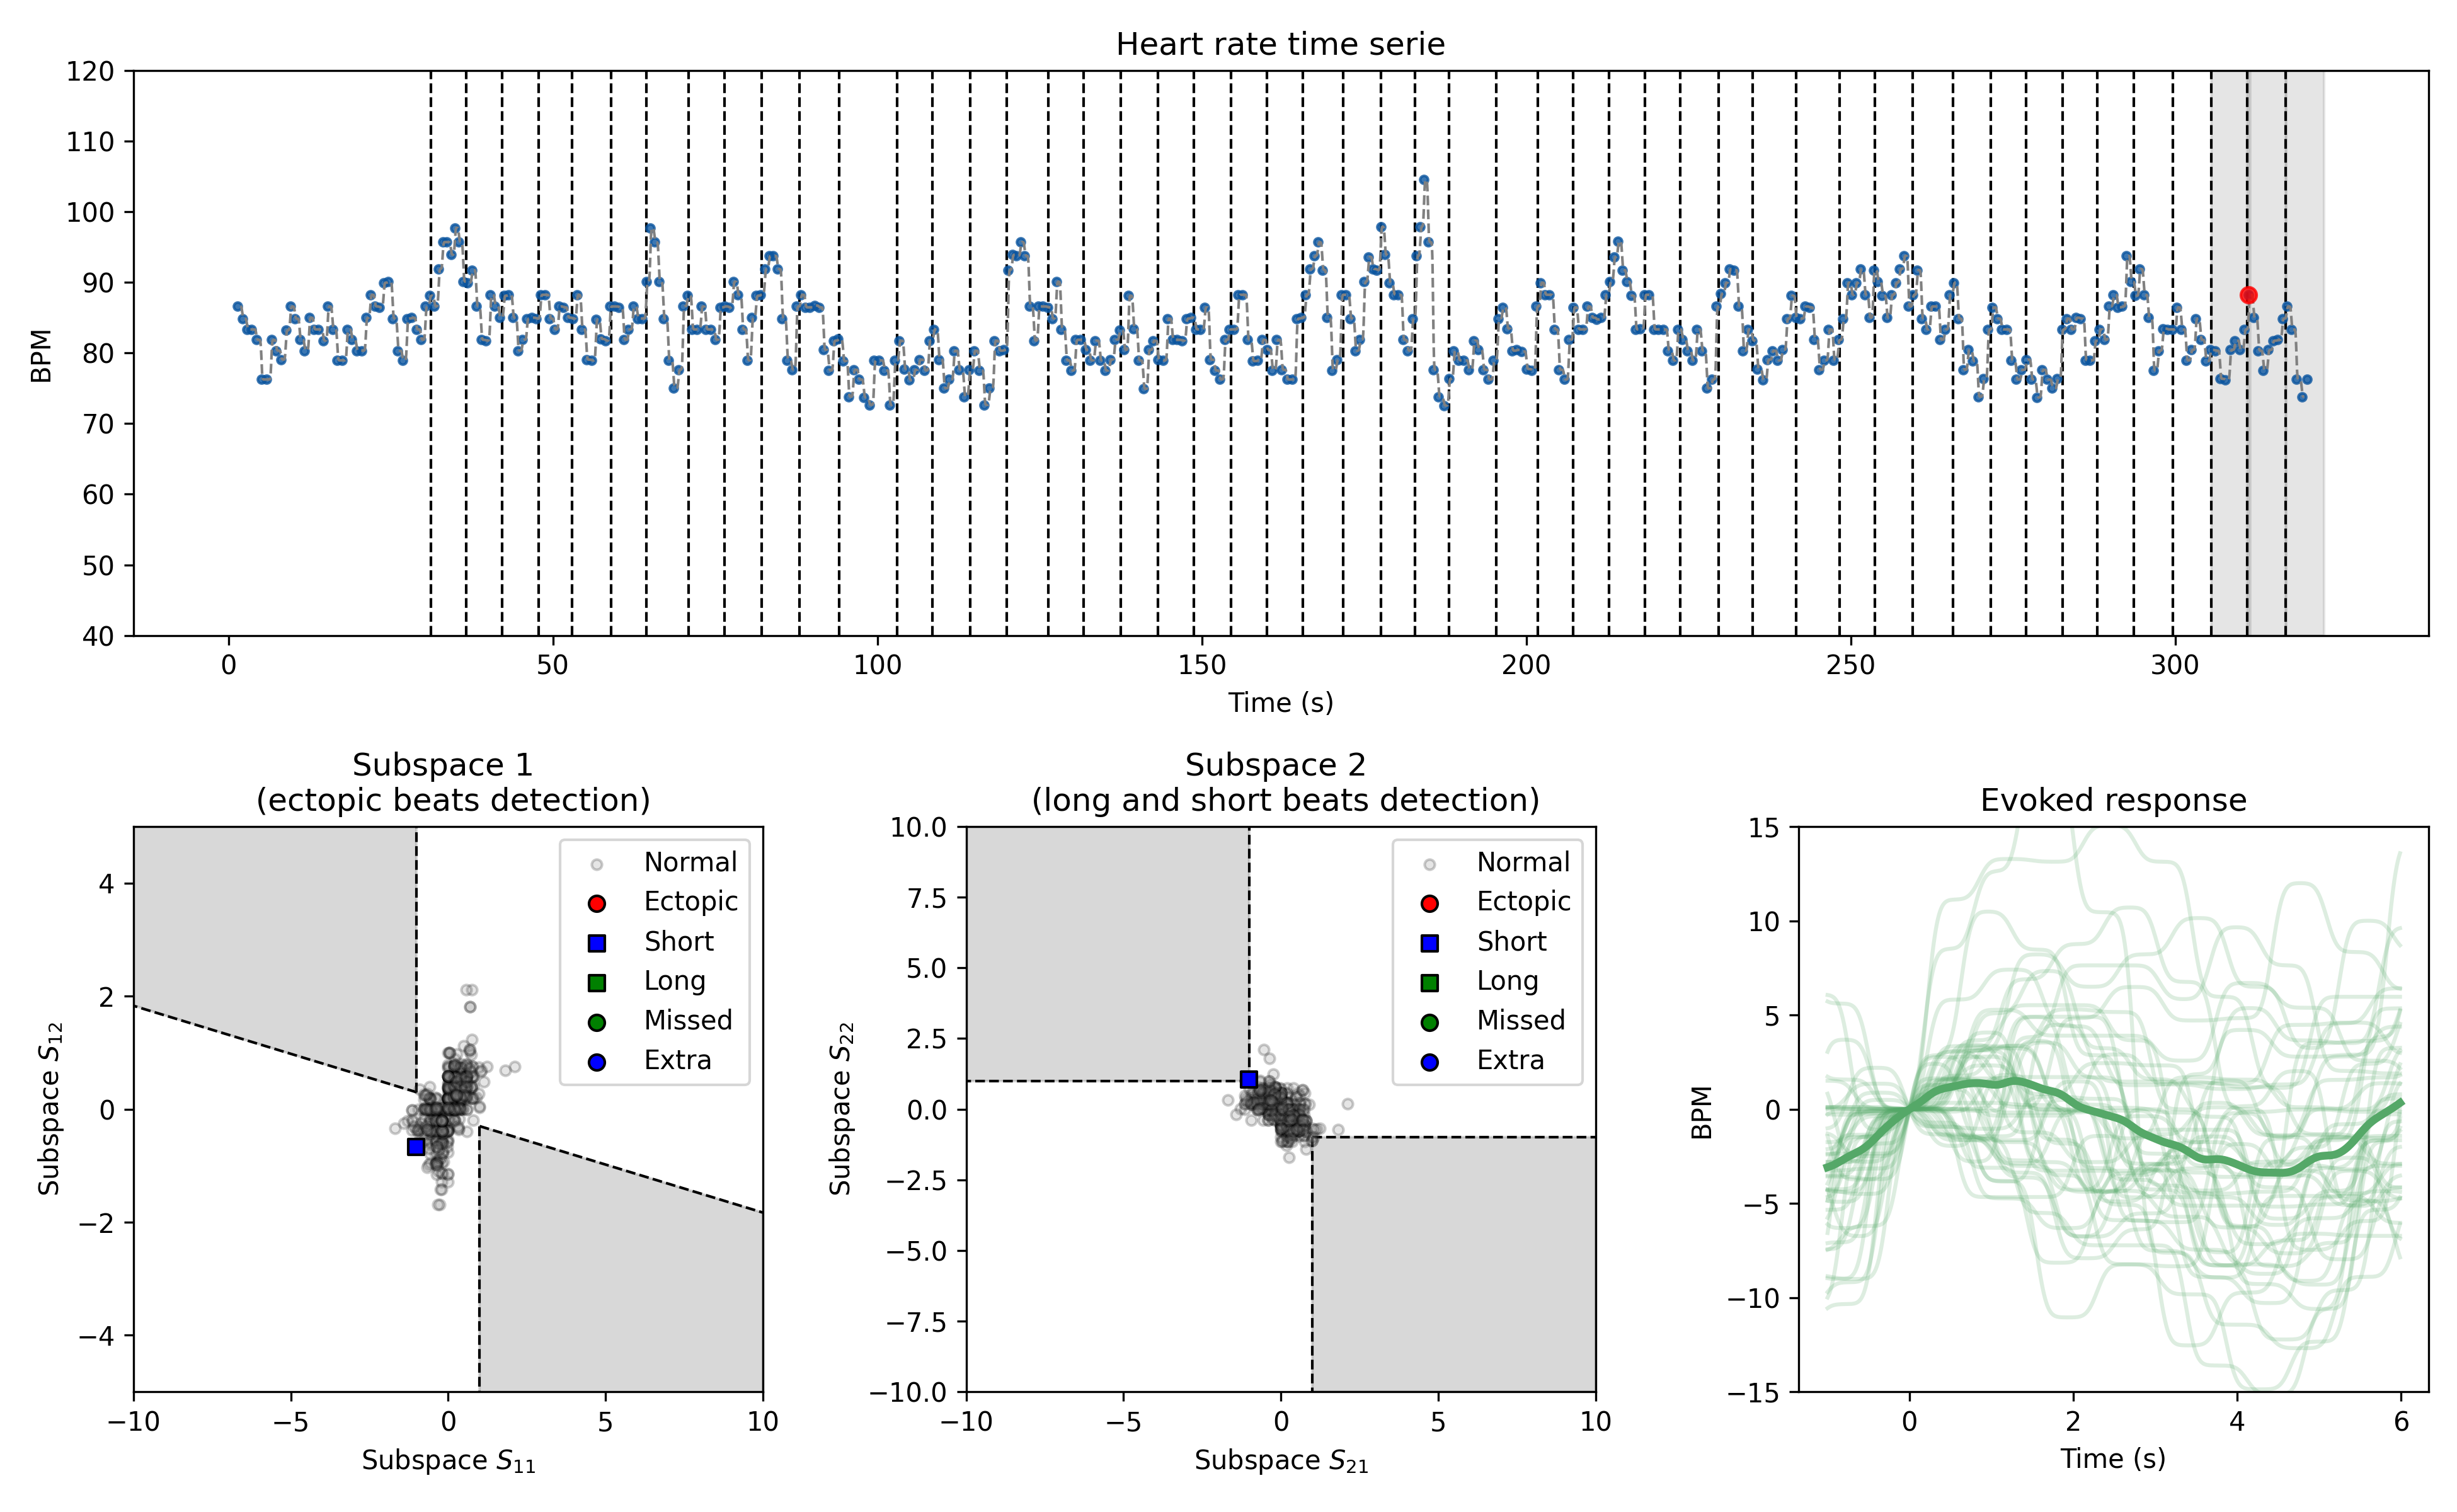 Heart rate time serie
120
110
100
90
80
70
60
50
40
BPM
0 50 100 150 200 250 300
Time (s)
Subspace 1
(ectopic beats detection)
4
2
0
−2
−4
Subspace S12
Normal
Ectopic
Short
Long
Missed
Extra
−10 −5 0 5 10
Subspace S11
Subspace 2
(long and short beats detection)
10.0
7.5
5.0
2.5
0.0
−2.5
−5.0
−7.5
−10.0
Subspace S22
Normal
Ectopic
Short
Long
Missed
Extra
−10 −5 0 5 10
Subspace S21
Evoked response
15
10
5
0
−5
−10
−15
BPM
0 2 4 6
Time (s)